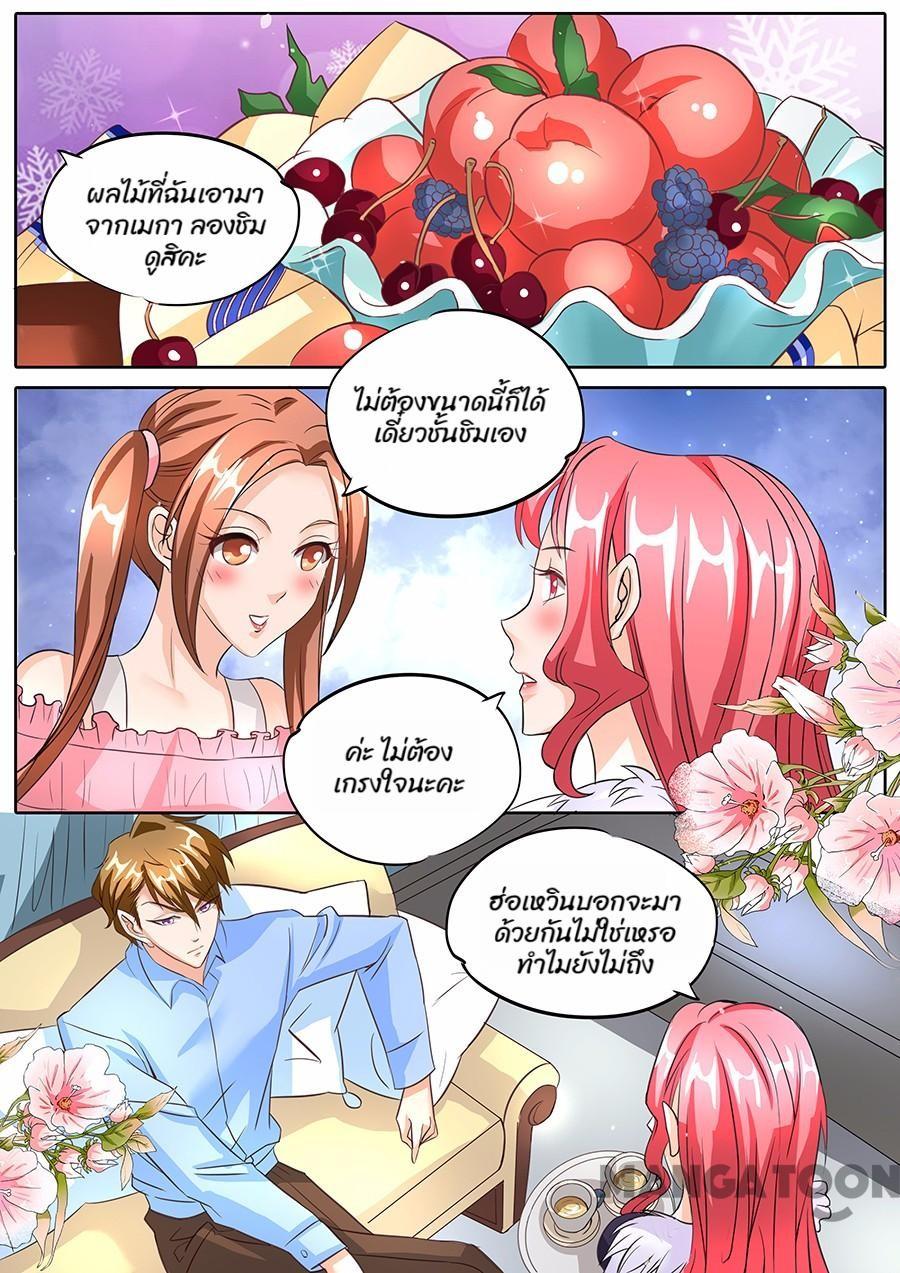 ผลไม้ที่ฉันเอามา
จากเมกา ลองชิม
ดูสิคะ
ไม่ต้องขนาดนี้ก็ได้
เดี๋ยวชั้นชิมเอง
ค่ะ ไม่ต้อง
เกรงใจนะคะ
ฮ่อเหวินบอกจะมา
ด้วยกันไม่ใช่เหรอ
ทำไมยังไม่ถึง
MANGATOON